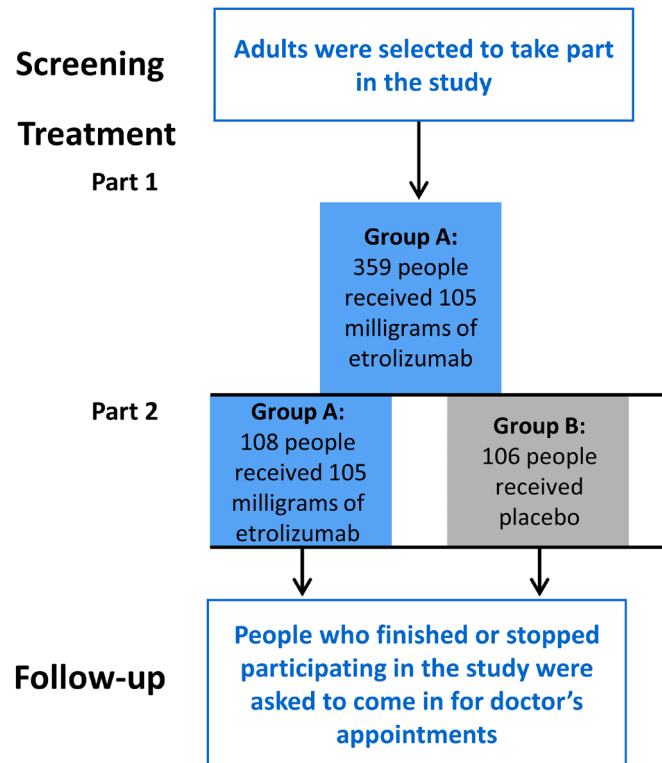 Screening
Adults were selected to take part
in the study
Treatment
Part 1
Group A:
359 people
received 105
milligrams of
etrolizumab
Part 2
Group A:
108 people
received 105
milligrams of
etrolizumab
Group B:
106 people
received
placebo
Follow-up
People who finished or stopped
participating in the study were
asked to come in for doctor’s
appointments